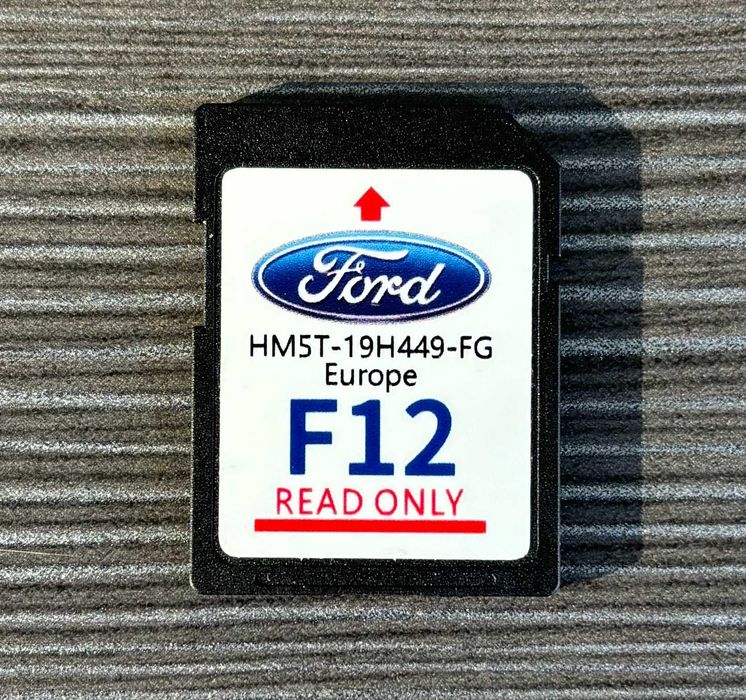 Ford
HM5T-19H449-FG
Europe
F12
READ ONLY